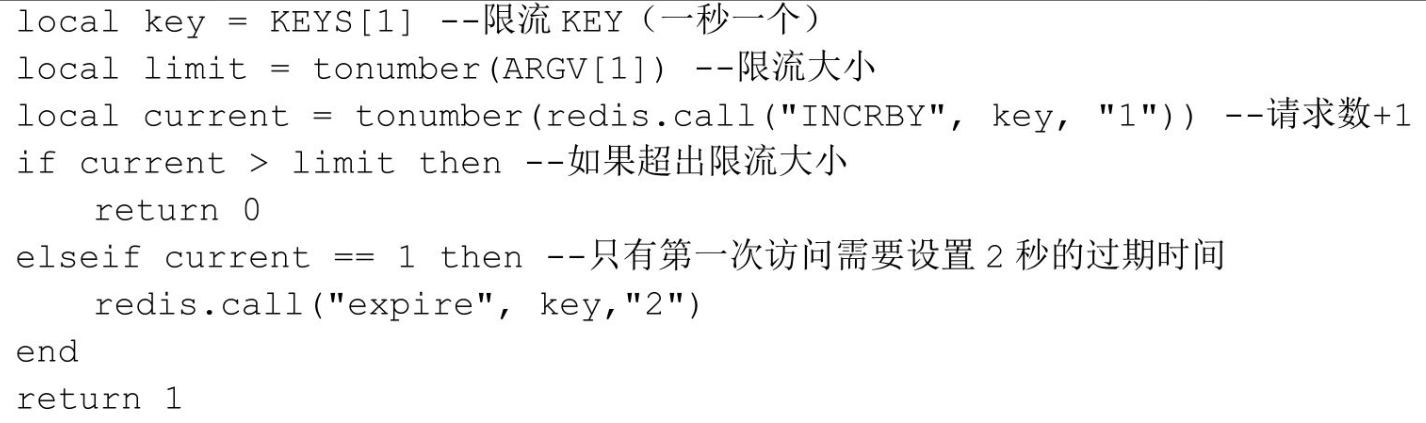 local key = KEYS[1] --限流 KEY（一秒一个）
local limit = tonumber(ARGV[1]) --限流大小
local current = tonumber(redis.call("INCRBY", key, "1")) --请求数+1
if current > limit then --如果超出限流大小
    return 0
elseif current == 1 then --只有第一次访问需要设置 2 秒的过期时间
    redis.call("expire", key,"2")
end
return 1